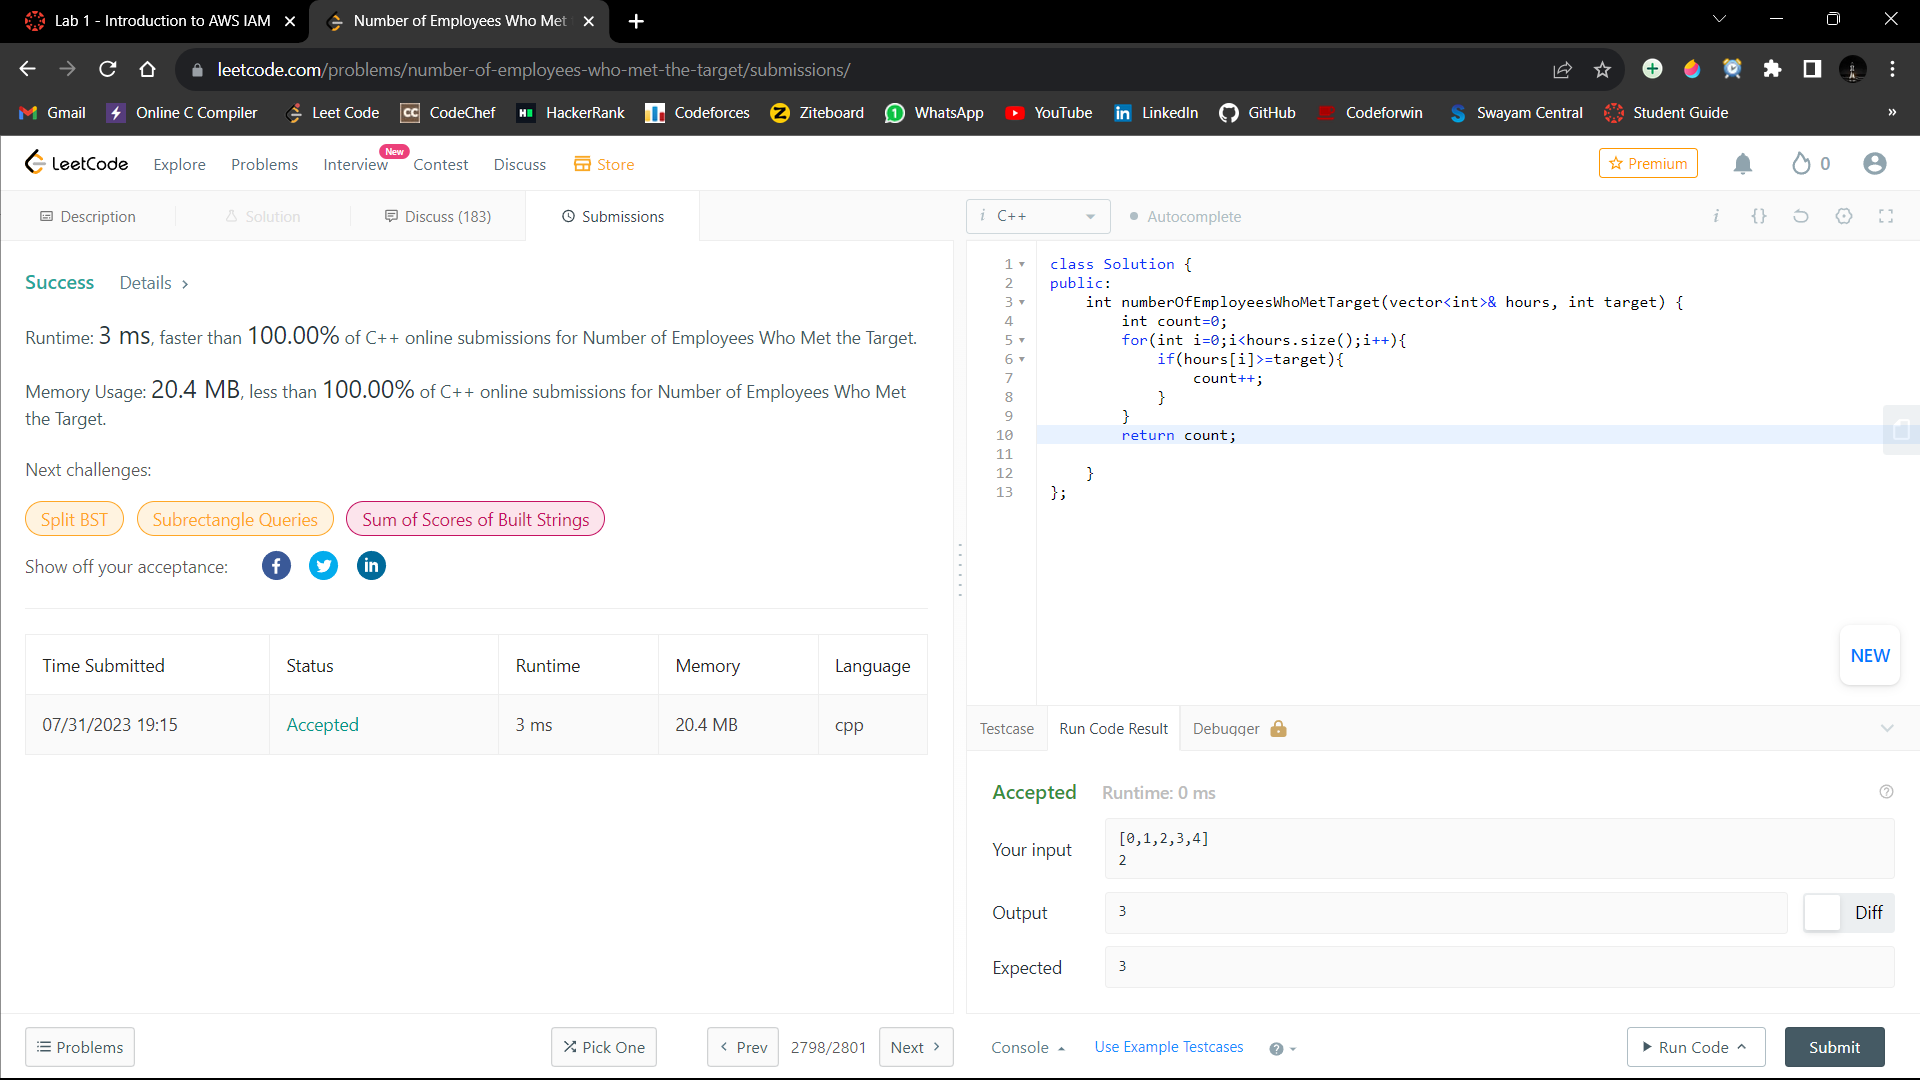 Lab 1 - Introduction to AWS IAM
Number of Employees Who Met
leetcode.com/problems/number-of-employees-who-met-the-target/submissions/
Gmail Online C Compiler Leet Code CodeChef HackerRank Codeforces Ziteboard WhatsApp YouTube LinkedIn GitHub Codeforwin Swayam Central Student Guide »
LeetCode Explore Problems Interview New Contest Discuss Store Premium 0
Description Solution Discuss (183) Submissions
Success Details >
Runtime: 3 ms, faster than 100.00% of C++ online submissions for Number of Employees Who Met the Target.
Memory Usage: 20.4 MB, less than 100.00% of C++ online submissions for Number of Employees Who Met
the Target.
Next challenges:
Split BST Subrectangle Queries Sum of Scores of Built Strings
Show off your acceptance:
Time Submitted Status Runtime Memory Language
07/31/2023 19:15 Accepted 3 ms 20.4 MB cpp
Problems Pick One < Prev 2798/2801 Next >
i C++ Autocomplete i {}
1 class Solution {
2 public:
3 int numberOfEmployeesWhoMetTarget(vector<int>& hours, int target) {
4 int count=0;
5 for(int i=0;i<hours.size();i++){
6 if(hours[i]>=target){
7 count++;
8 }
9 }
10 return count;
11
12 }
13 };
NEW
Testcase Run Code Result Debugger
Accepted Runtime: 0 ms
Your input
[0,1,2,3,4]
2
Output 3 Diff
Expected 3
Console Use Example Testcases Run Code Submit